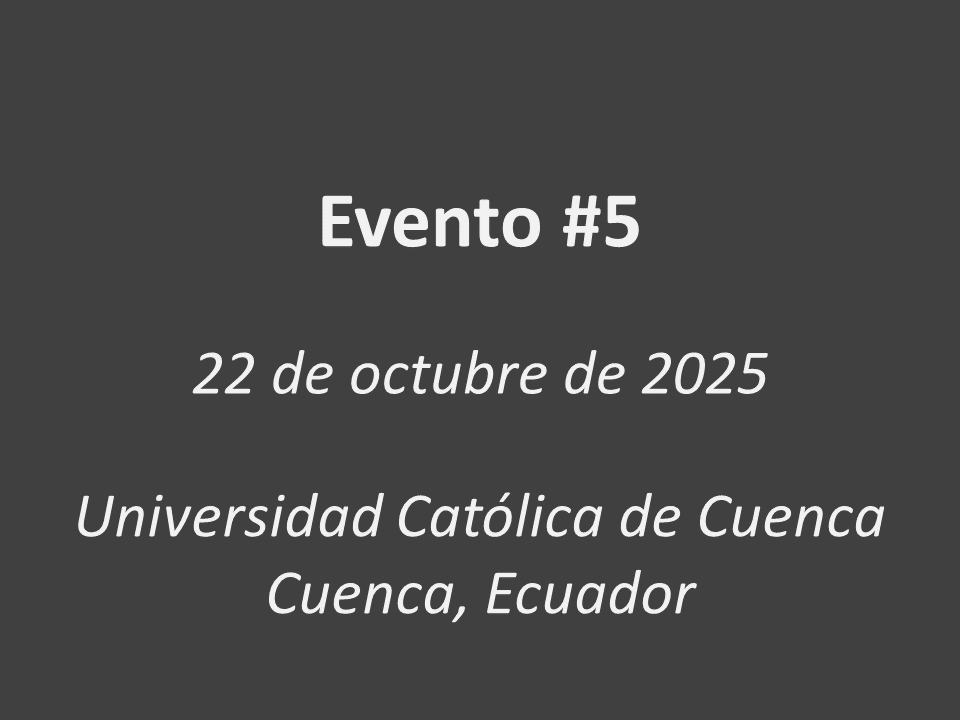 Evento #5
22 de octubre de 2025
Universidad Católica de Cuenca
Cuenca, Ecuador